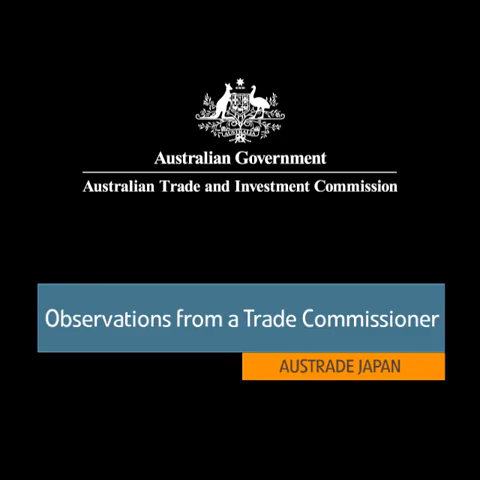 Australian Government
Australian Trade and Investment Commission
Observations from a Trade Commissioner
AUSTRADE JAPAN